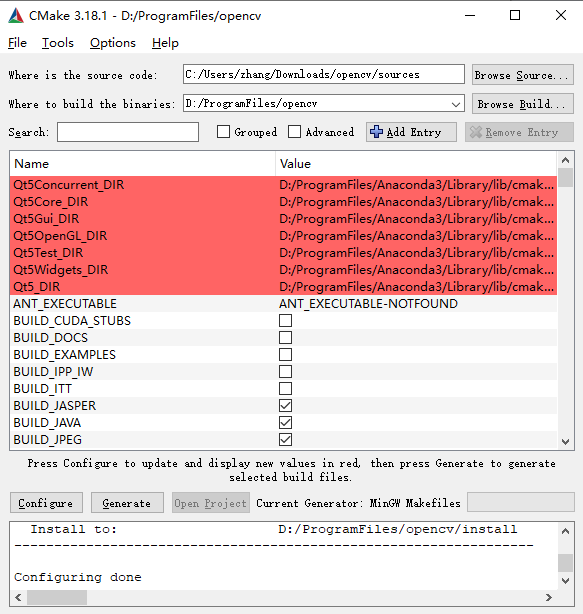 CMake 3.18.1 - D:/ProgramFiles/opencv
File Tools Options Help
Where is the source code: C:/Users/zhang/Downloads/opencv/sources Browse Source...
Where to build the binaries: D:/ProgramFiles/opencv Browse Build...
Search: Grouped Advanced Add Entry Remove Entry
Name Value
Qt5Concurrent_DIR D:/ProgramFiles/Anaconda3/Library/lib/cmak...
Qt5Core_DIR D:/ProgramFiles/Anaconda3/Library/lib/cmak...
Qt5Gui_DIR D:/ProgramFiles/Anaconda3/Library/lib/cmak...
Qt5OpenGL_DIR D:/ProgramFiles/Anaconda3/Library/lib/cmak...
Qt5Test_DIR D:/ProgramFiles/Anaconda3/Library/lib/cmak...
Qt5Widgets_DIR D:/ProgramFiles/Anaconda3/Library/lib/cmak...
Qt5_DIR D:/ProgramFiles/Anaconda3/Library/lib/cmak...
ANT_EXECUTABLE ANT_EXECUTABLE-NOTFOUND
BUILD_CUDA_STUBS
BUILD_DOCS
BUILD_EXAMPLES
BUILD_IPP_IW
BUILD_ITT
BUILD_JASPER
BUILD_JAVA
BUILD_JPEG
Press Configure to update and display new values in red, then press Generate to generate
selected build files.
Configure Generate Open Project Current Generator: MinGW Makefiles
Install to: D:/ProgramFiles/opencv/install
-----------------------------------------------------------------
Configuring done